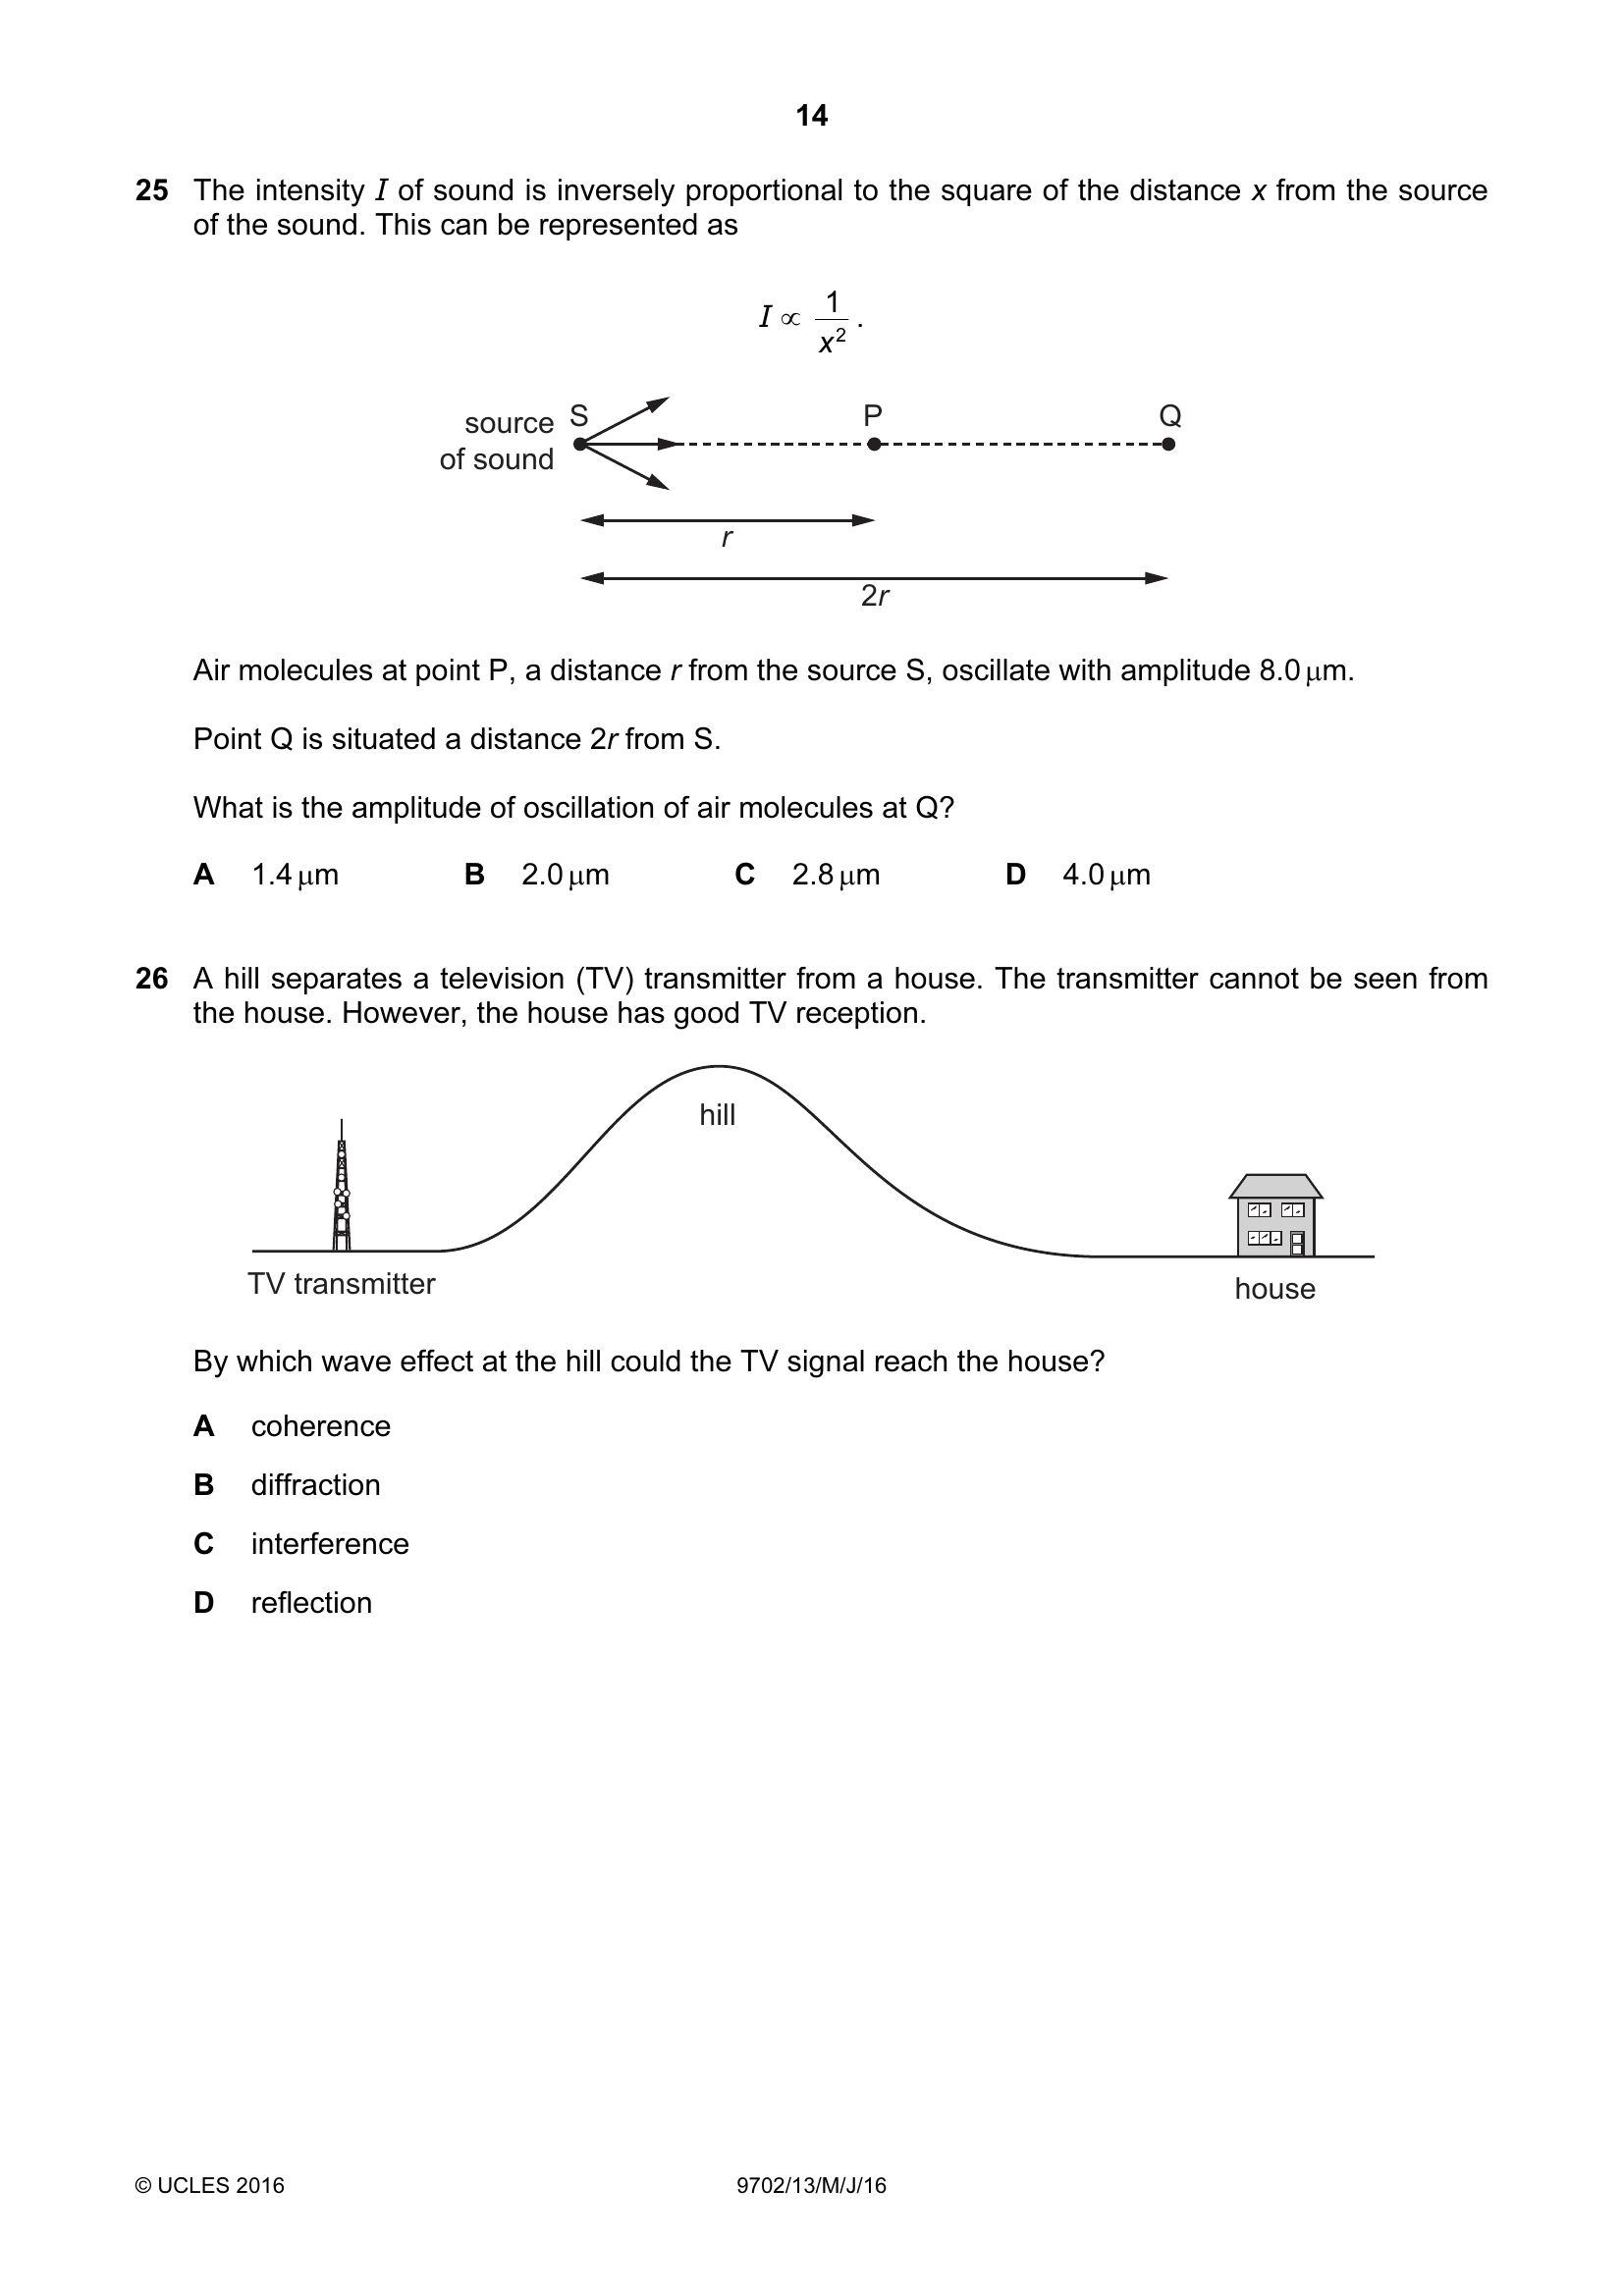 14
25 The intensity I of sound is inversely proportional to the square of the distance x from the source
of the sound. This can be represented as
I ∝ 1/x².
source
of sound
S
P
Q
r
2r
Air molecules at point P, a distance r from the source S, oscillate with amplitude 8.0 μm.
Point Q is situated a distance 2r from S.
What is the amplitude of oscillation of air molecules at Q?
A 1.4 μm B 2.0 μm C 2.8 μm D 4.0 μm
26 A hill separates a television (TV) transmitter from a house. The transmitter cannot be seen from
the house. However, the house has good TV reception.
hill
TV transmitter
house
By which wave effect at the hill could the TV signal reach the house?
A coherence
B diffraction
C interference
D reflection
© UCLES 2016 9702/13/M/J/16